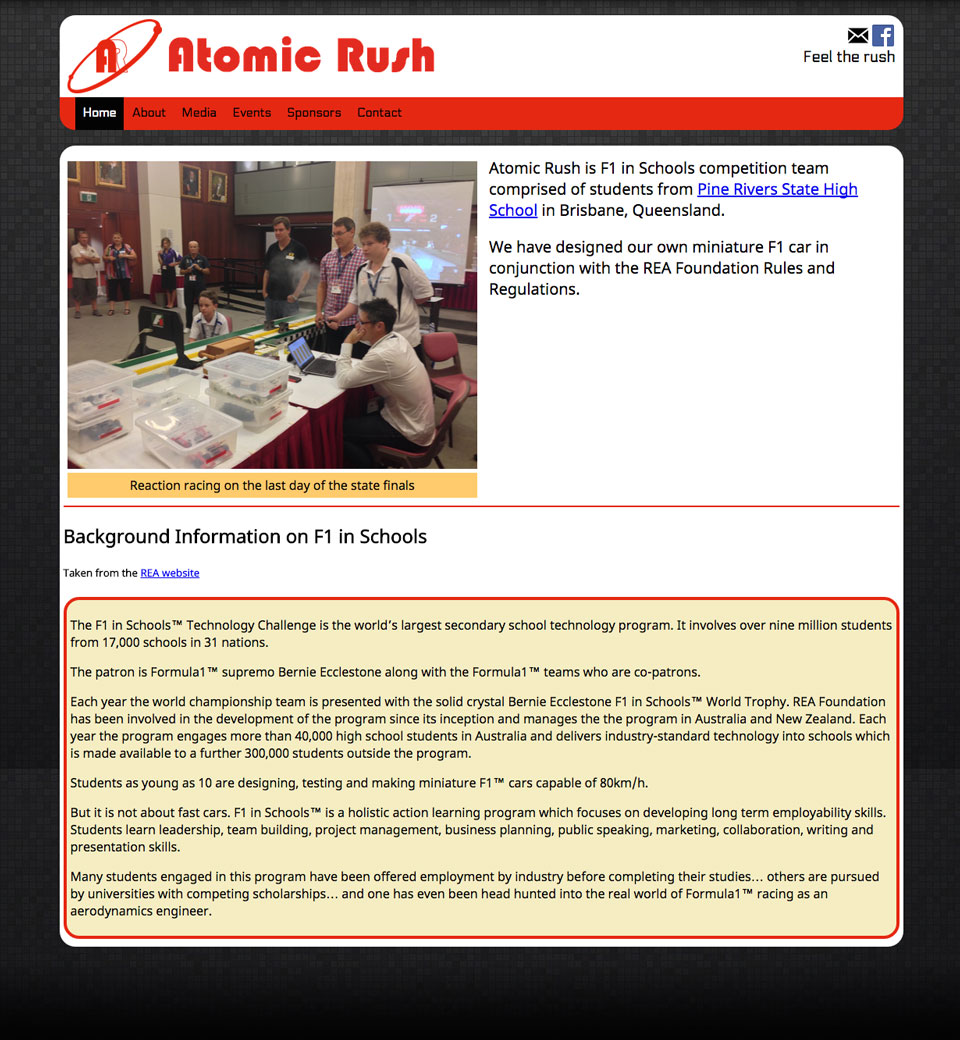 AR Atomic Rush
Feel the rush
Home About Media Events Sponsors Contact
Atomic Rush is F1 in Schools competition team
comprised of students from Pine Rivers State High
School in Brisbane, Queensland.
We have designed our own miniature F1 car in
conjunction with the REA Foundation Rules and
Regulations.
Reaction racing on the last day of the state finals
Background Information on F1 in Schools
Taken from the REA website
The F1 in Schools™ Technology Challenge is the world's largest secondary school technology program. It involves over nine million students
from 17,000 schools in 31 nations.
The patron is Formula1™ supremo Bernie Ecclestone along with the Formula1™ teams who are co-patrons.
Each year the world championship team is presented with the solid crystal Bernie Ecclestone F1 in Schools™ World Trophy. REA Foundation
has been involved in the development of the program since its inception and manages the the program in Australia and New Zealand. Each
year the program engages more than 40,000 high school students in Australia and delivers industry-standard technology into schools which
is made available to a further 300,000 students outside the program.
Students as young as 10 are designing, testing and making miniature F1™ cars capable of 80km/h.
But it is not about fast cars. F1 in Schools™ is a holistic action learning program which focuses on developing long term employability skills.
Students learn leadership, team building, project management, business planning, public speaking, marketing, collaboration, writing and
presentation skills.
Many students engaged in this program have been offered employment by industry before completing their studies… others are pursued
by universities with competing scholarships… and one has even been head hunted into the real world of Formula1™ racing as an
aerodynamics engineer.